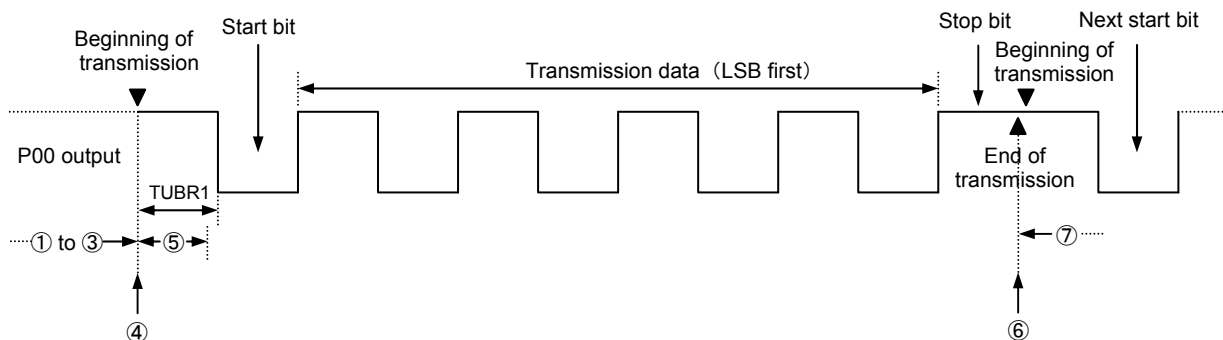 Beginning of
transmission
Start bit
Transmission data（LSB first）
Stop bit
Beginning of
transmission
Next start bit
P00 output
TUBR1
End of
transmission
① to ③
⑤
⑦
④
⑥